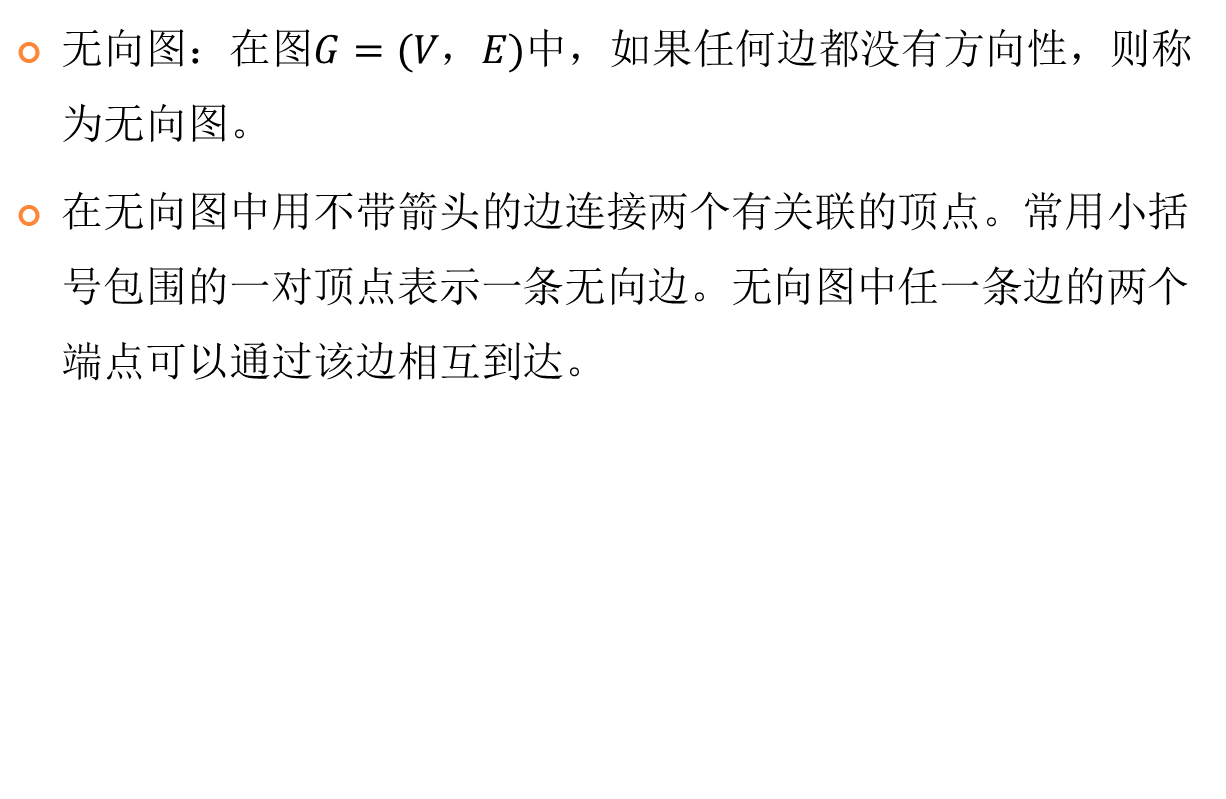 无向图：在图G = (V，E)中，如果任何边都没有方向性，则称
为无向图。
在无向图中用不带箭头的边连接两个有关联的顶点。常用小括
号包围的一对顶点表示一条无向边。无向图中任一条边的两个
端点可以通过该边相互到达。